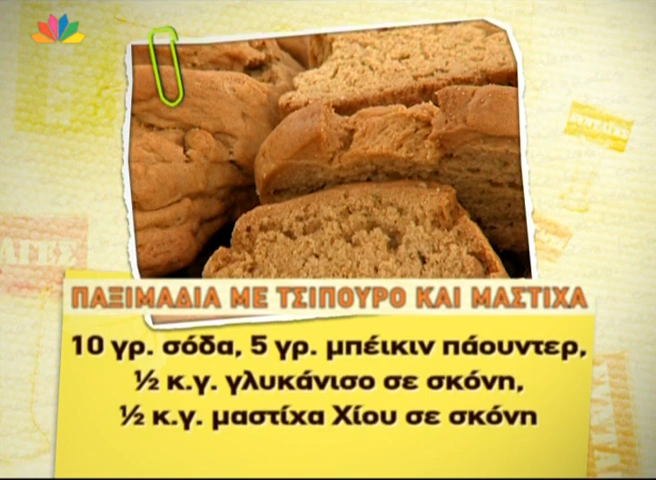 ΠΑΞΙΜΑΔΙΑ ΜΕ ΤΣΙΠΟΥΡΟ ΚΑΙ ΜΑΣΤΙΧΑ
10 γρ. σόδα, 5 γρ. μπέικιν πάουντερ,
½ κ.γ. γλυκάνισο σε σκόνη,
½ κ.γ. μαστίχα Χίου σε σκόνη